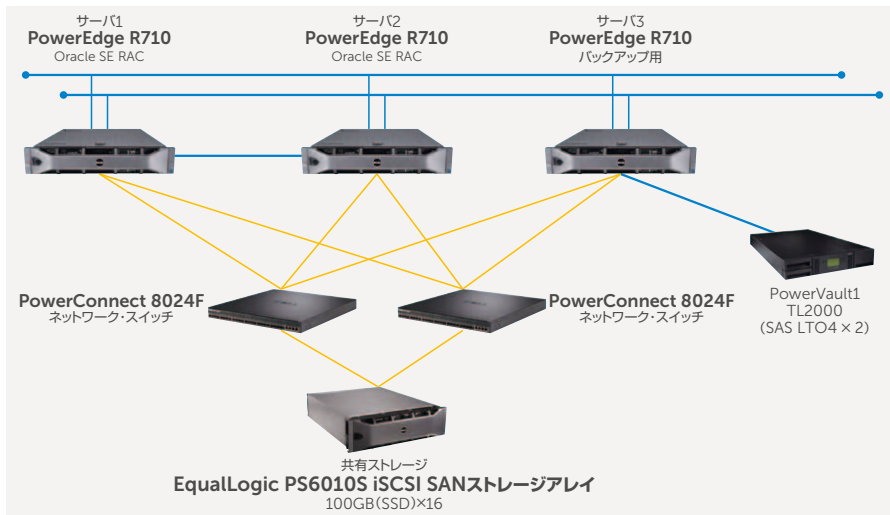 サーバ1
PowerEdge R710
Oracle SE RAC
サーバ2
PowerEdge R710
Oracle SE RAC
サーバ3
PowerEdge R710
バックアップ用
PowerConnect 8024F
ネットワーク・スイッチ
PowerConnect 8024F
ネットワーク・スイッチ
PowerVault1
TL2000
(SAS LTO4 × 2)
共有ストレージ
EqualLogic PS6010S iSCSI SANストレージアレイ
100GB(SSD)×16